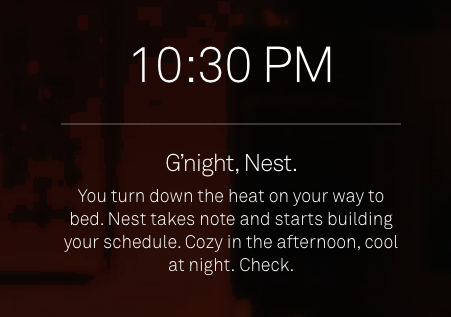 10:30 PM
G'night, Nest.
You turn down the heat on your way to
bed. Nest takes note and starts building
your schedule. Cozy in the afternoon, cool
at night. Check.